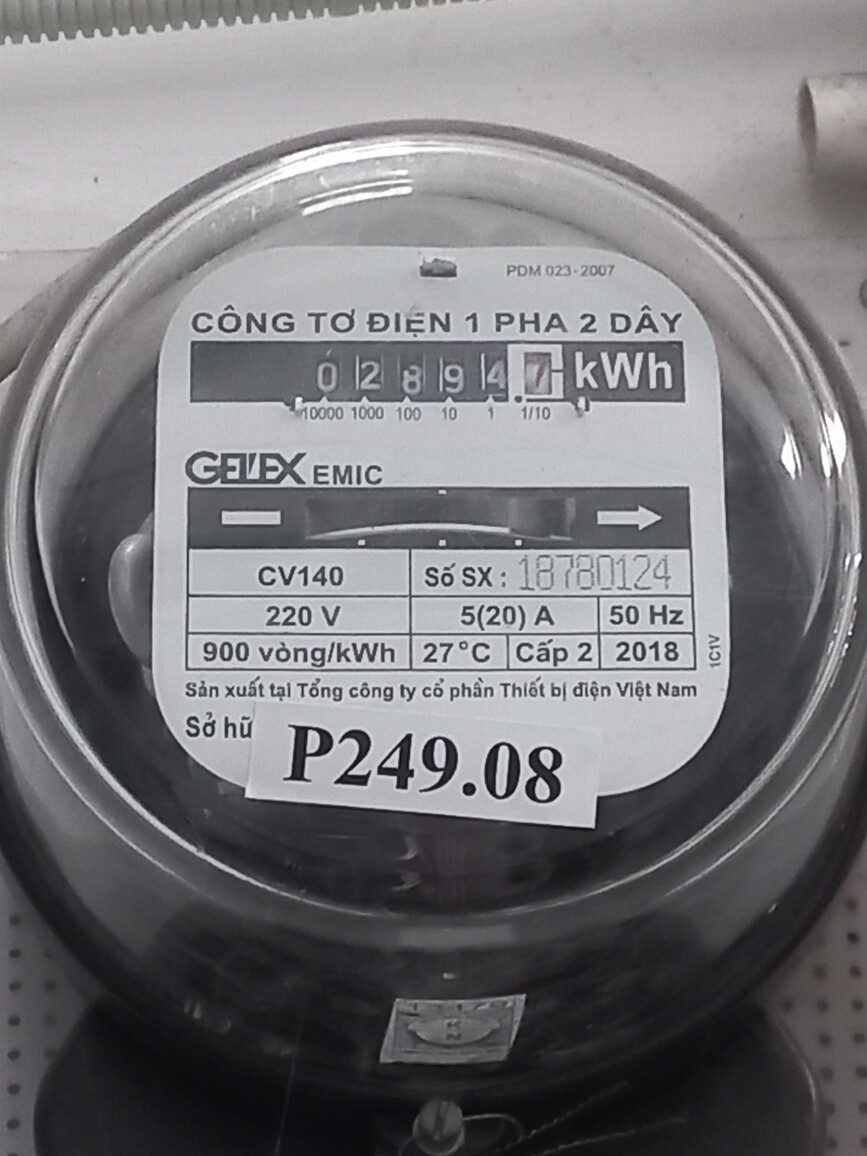 PDM 023-2007
CÔNG TƠ ĐIỆN 1 PHA 2 DÂY
0 2 8 9 4 7 kWh
10000 1000 100 10 1 1/10
GELEX EMIC
CV140 Số SX : 18780124
220 V 5(20) A 50 Hz
900 vòng/kWh 27°C Cấp 2 2018
1C1V
Sản xuất tại Tổng công ty cổ phần Thiết bị điện Việt Nam
Sở hữ
P249.08